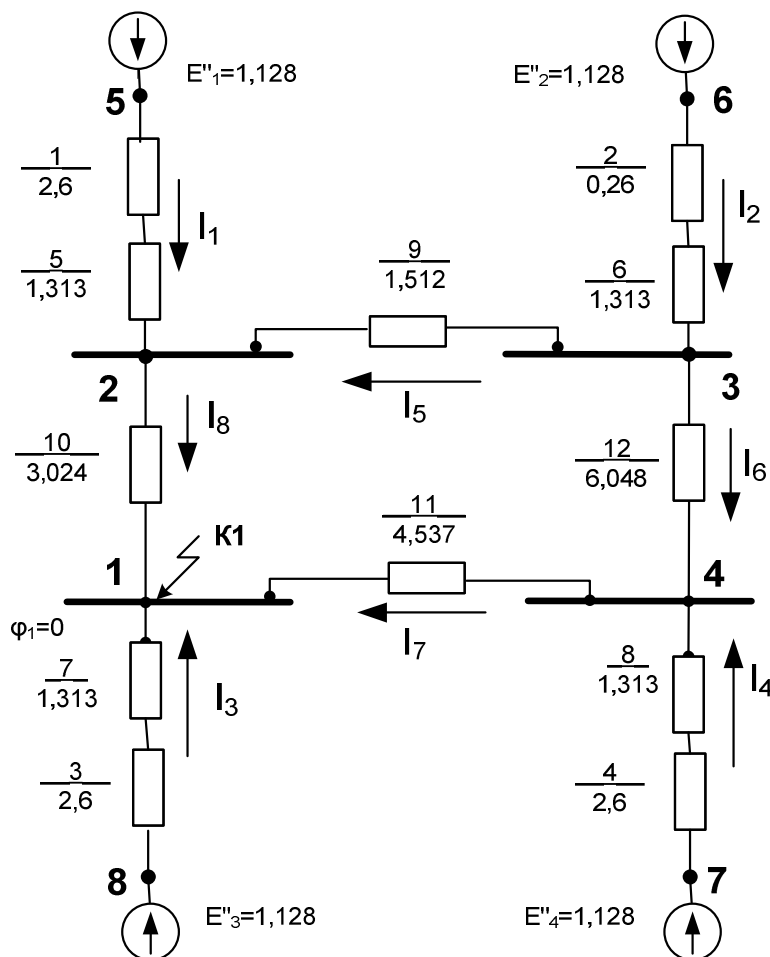 E"₁=1,128
E"₂=1,128
5
6
1
2,6
2
0,26
I₁
I₂
5
1,313
9
1,512
6
1,313
2
3
I₅
I₈
10
3,024
12
6,048
I₆
11
4,537
К1
1
4
φ₁=0
I₇
7
1,313
I₃
8
1,313
I₄
3
2,6
4
2,6
8
7
E"₃=1,128
E"₄=1,128